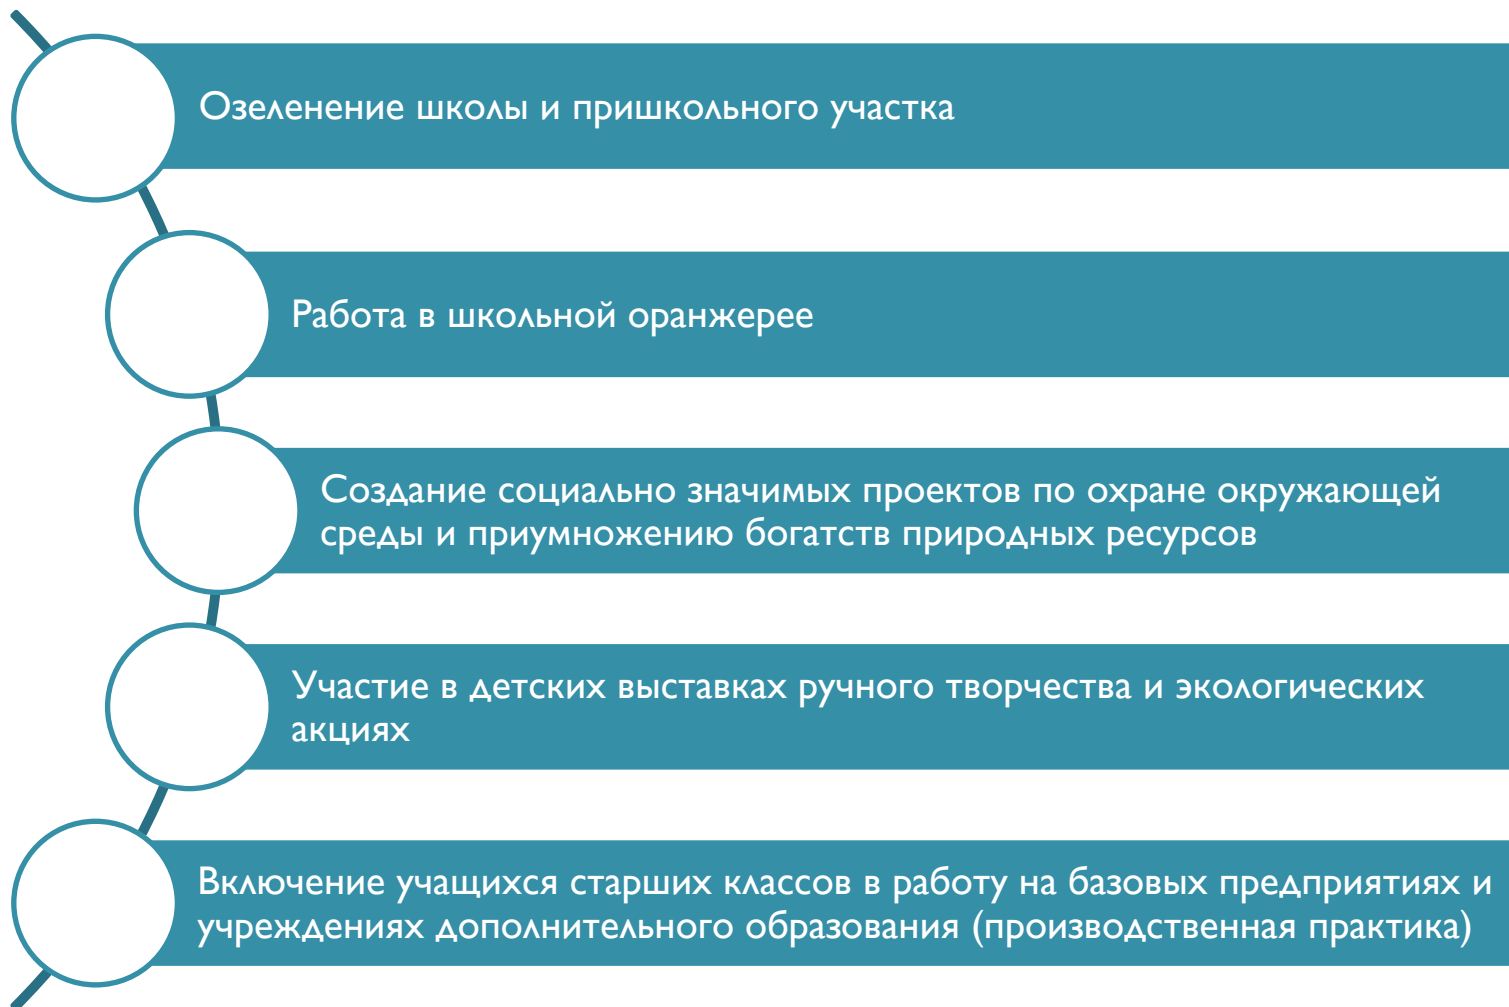 Озеленение школы и пришкольного участка
Работа в школьной оранжерее
Создание социально значимых проектов по охране окружающей
среды и приумножению богатств природных ресурсов
Участие в детских выставках ручного творчества и экологических
акциях
Включение учащихся старших классов в работу на базовых предприятиях и
учреждениях дополнительного образования (производственная практика)